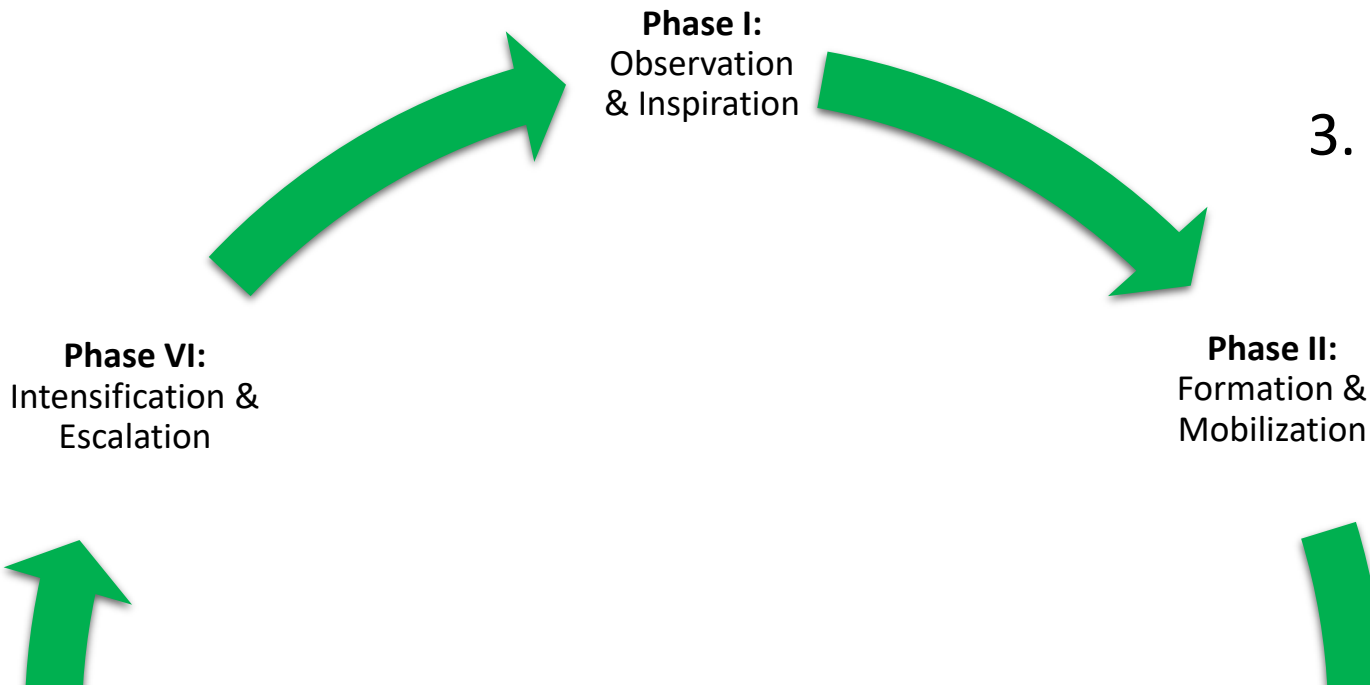 Phase I:
Observation
& Inspiration
3.
Phase VI:
Intensification &
Escalation
Phase II:
Formation &
Mobilization